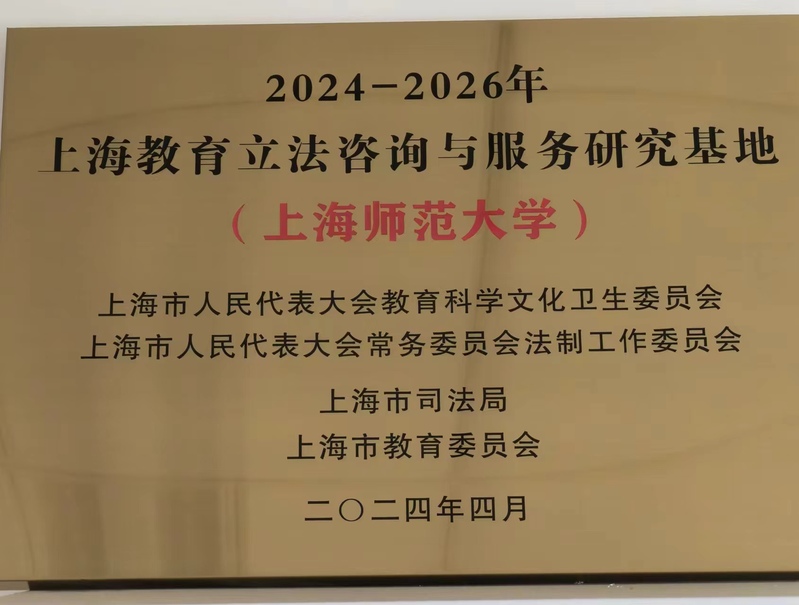 2024-2026年
上海教育立法咨询与服务研究基地
（上海师范大学）
上海市人民代表大会教育科学文化卫生委员会
上海市人民代表大会常务委员会法制工作委员会
上海市司法局
上海市教育委员会
二〇二四年四月